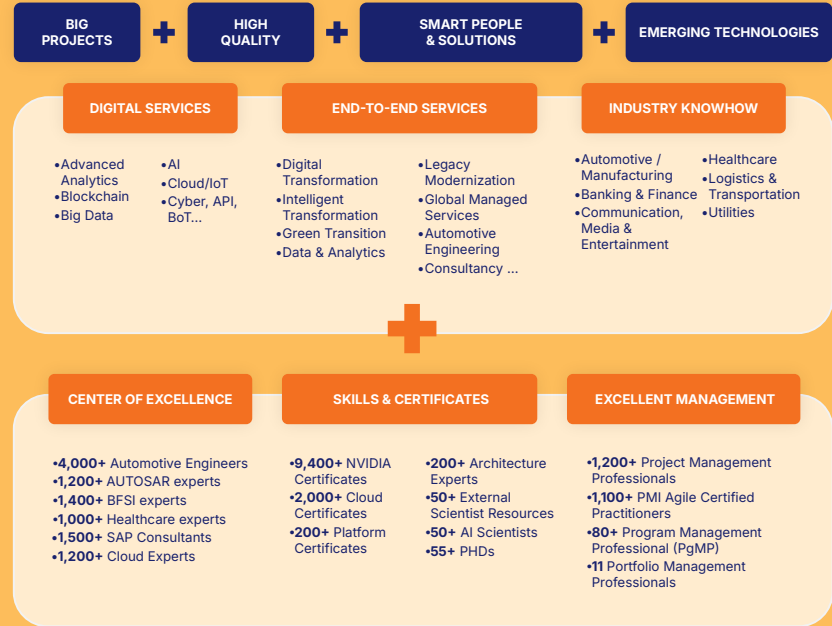 BIG
PROJECTS
HIGH
QUALITY
SMART PEOPLE
& SOLUTIONS
EMERGING TECHNOLOGIES
DIGITAL SERVICES
•Advanced
Analytics
•Blockchain
•Big Data
•AI
•Cloud/IoT
•Cyber, API,
BoT...
END-TO-END SERVICES
•Digital
Transformation
•Intelligent
Transformation
•Green Transition
•Data & Analytics
•Legacy
Modernization
•Global Managed
Services
•Automotive
Engineering
•Consultancy ...
INDUSTRY KNOWHOW
•Automotive /
Manufacturing
•Banking & Finance
•Communication,
Media &
Entertainment
•Healthcare
•Logistics &
Transportation
•Utilities
CENTER OF EXCELLENCE
•4,000+ Automotive Engineers
•1,200+ AUTOSAR experts
•1,400+ BFSI experts
•1,000+ Healthcare experts
•1,500+ SAP Consultants
•1,200+ Cloud Experts
SKILLS & CERTIFICATES
•9,400+ NVIDIA
Certificates
•2,000+ Cloud
Certificates
•200+ Platform
Certificates
•200+ Architecture
Experts
•50+ External
Scientist Resources
•50+ AI Scientists
•55+ PHDs
EXCELLENT MANAGEMENT
•1,200+ Project Management
Professionals
•1,100+ PMI Agile Certified
Practitioners
•80+ Program Management
Professional (PgMP)
•11 Portfolio Management
Professionals